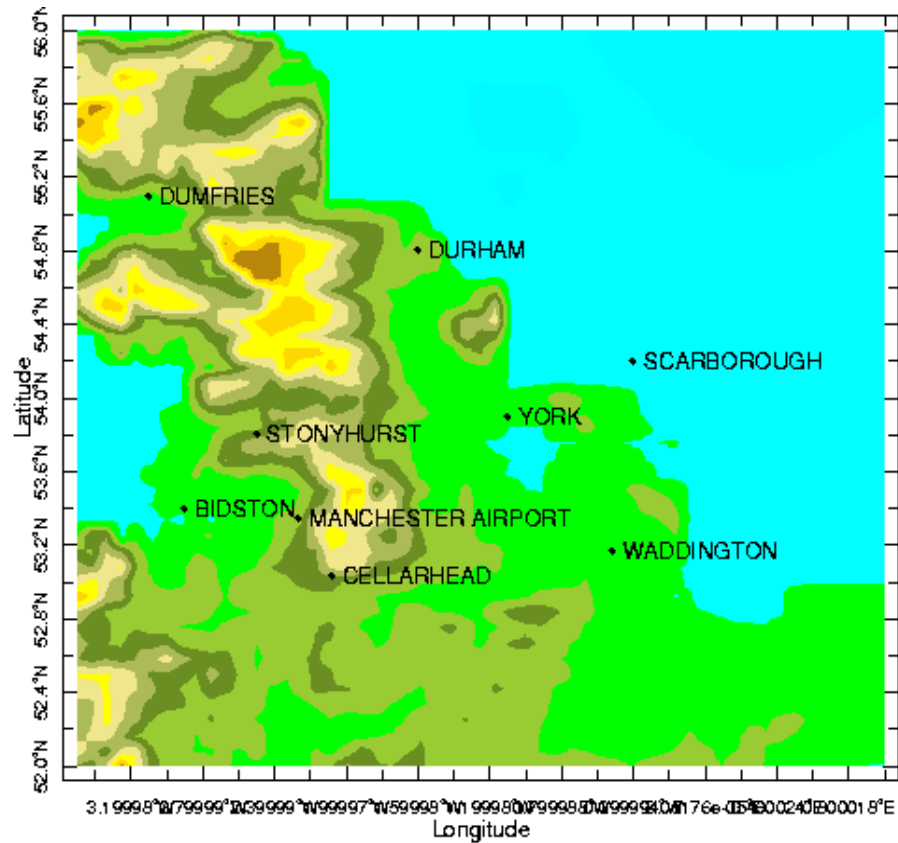 56.0°N
55.6°N
55.2°N
54.8°N
54.4°N
54.0°N
53.6°N
53.2°N
52.8°N
52.4°N
52.0°N
Latitude
DUMFRIES
DURHAM
SCARBOROUGH
YORK
STONYHURST
BIDSTON
MANCHESTER AIRPORT
WADDINGTON
CELLARHEAD
Longitude